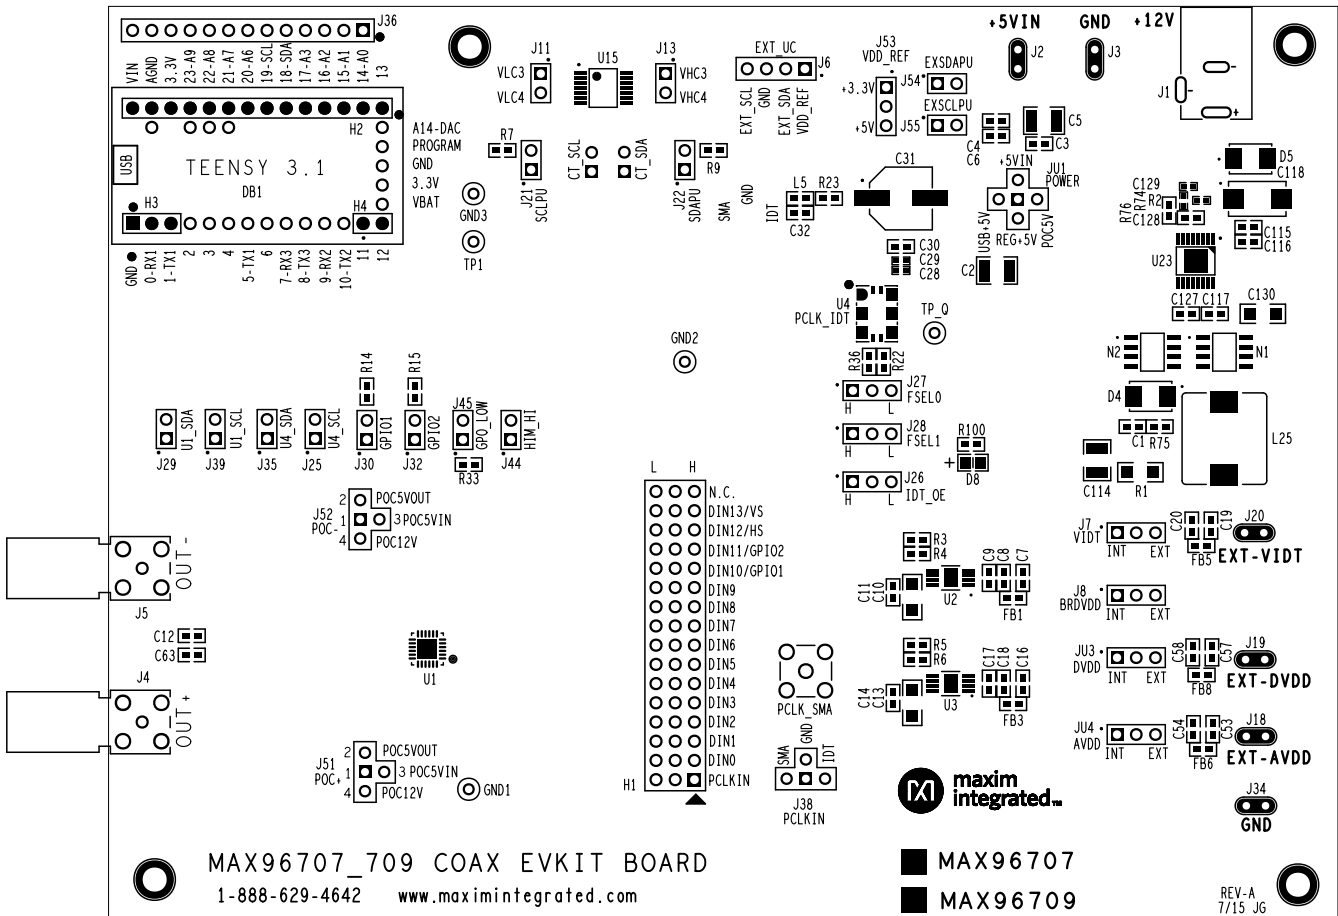 J36
VIN
AGND
3.3V
23-A9
22-A8
21-A7
20-A6
19-SCL
18-SDA
17-A3
16-A2
15-A1
14-A0
13
H2
A14-DAC
PROGRAM
GND
3.3V
VBAT
USB
TEENSY 3.1
DB1
H3
H4
GND
0-RX1
1-TX1
2
3
4
5-TX1
6
7-RX3
8-TX3
9-RX2
10-TX2
11
12
GND3
TP1
J11
VLC3
VLC4
U15
J13
VHC3
VHC4
R7
J21
SCLPU
CT_SCL
CT_SDA
J22
SDAPU
R9
SMA
GND
IDT
EXT_UC
J6
EXT_SCL
GND
EXT_SDA
VDD_REF
J53
VDD_REF
+3.3V
+5V
EXSDAPU
J54
EXSCLPU
J55
+5VIN
J2
GND
J3
+12V
J1
-
-
+
C5
C4
C6
C3
C31
L5
R23
C32
+5VIN
JU1
POWER
USB+5V
REG+5V
POC5V
C30
C29
C28
C2
D5
C118
C129
R2
R74
R76
C128
C115
C116
U23
C127
C117
C130
U4
PCLK_IDT
TP_Q
GND2
R36
R22
N2
N1
J27
FSEL0
H
L
J28
FSEL1
H
L
J26
IDT_OE
H
L
R100
+
D8
D4
C1
R75
L25
C114
R1
R14
R15
U1_SDA
J29
U1_SCL
J39
U4_SDA
J35
U4_SCL
J25
GPIO1
J30
GPIO2
J32
J45
GPO_LOW
R33
HIM_HI
J44
J52
POC-
2
1
4
POC5VOUT
3 POC5VIN
POC12V
OUT-
J5
C12
C63
J4
OUT+
U1
J51
POC+
2
1
4
POC5VOUT
3 POC5VIN
POC12V
GND1
L
H
N.C.
DIN13/VS
DIN12/HS
DIN11/GPIO2
DIN10/GPIO1
DIN9
DIN8
DIN7
DIN6
DIN5
DIN4
DIN3
DIN2
DIN1
DIN0
PCLKIN
H1
PCLK_SMA
SMA
GND
IDT
J38
PCLKIN
R3
R4
C11
C10
U2
C9
C8
C7
FB1
R5
R6
C14
C13
U3
C17
C18
C16
FB3
J7
VIDT
INT
EXT
C20
C19
FB5
J20
EXT-VIDT
J8
BRDVDD
INT
EXT
JU3
DVDD
INT
EXT
C58
C57
FB8
J19
EXT-DVDD
JU4
AVDD
INT
EXT
C54
C53
FB6
J18
EXT-AVDD
J34
GND
maxim
integrated™
MAX96707_709 COAX EVKIT BOARD
1-888-629-4642 www.maximintegrated.com
MAX96707
MAX96709
REV-A
7/15 JG